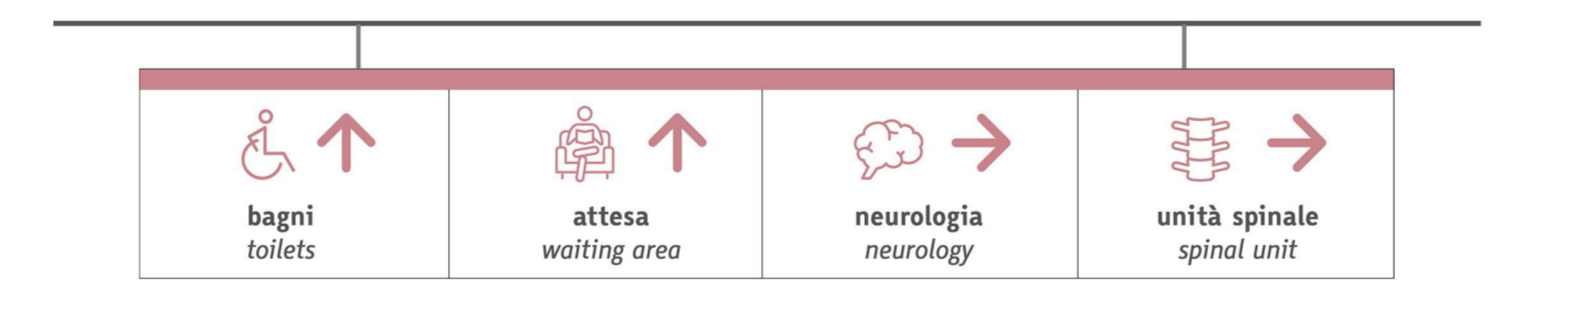 bagni
toilets
attesa
waiting area
neurologia
neurology
unità spinale
spinal unit